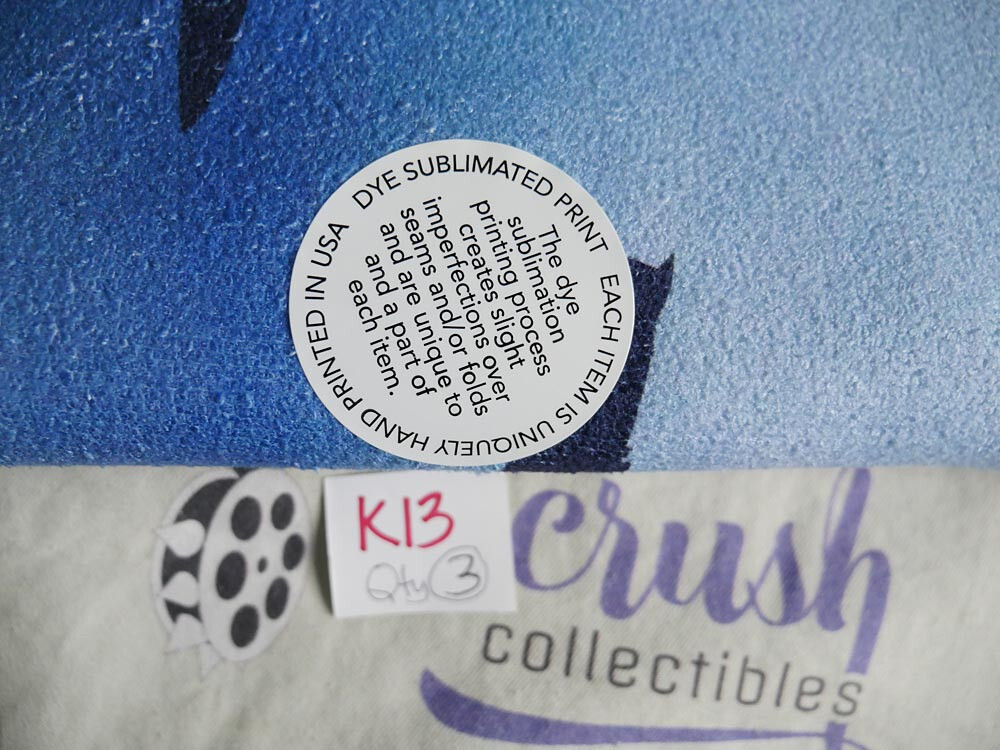 DYE SUBLIMATED PRINT EACH ITEM IS UNIQUELY HAND PRINTED IN USA
The dye
sublimation
printing process
creates slight
imperfections over
seams and/or folds
and are unique to
and a part of
each item.
K13
Qty 3
crush
collectibles